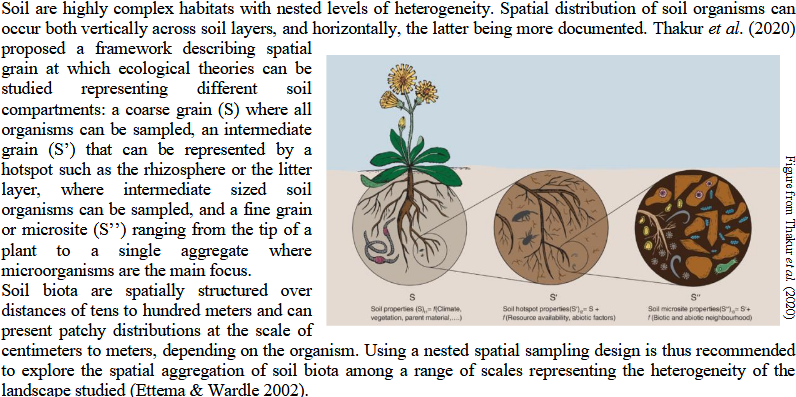 Soil are highly complex habitats with nested levels of heterogeneity. Spatial distribution of soil organisms can
occur both vertically across soil layers, and horizontally, the latter being more documented. Thakur et al. (2020)
proposed a framework describing spatial
grain at which ecological theories can be
studied representing different soil
compartments: a coarse grain (S) where all
organisms can be sampled, an intermediate
grain (S’) that can be represented by a
hotspot such as the rhizosphere or the litter
layer, where intermediate sized soil
organisms can be sampled, and a fine grain
or microsite (S’’) ranging from the tip of a
plant to a single aggregate where
microorganisms are the main focus.
Soil biota are spatially structured over
distances of tens to hundred meters and can
present patchy distributions at the scale of
centimeters to meters, depending on the organism. Using a nested spatial sampling design is thus recommended
to explore the spatial aggregation of soil biota among a range of scales representing the heterogeneity of the
landscape studied (Ettema & Wardle 2002).
S
Soil properties (S)= f(Climate,
vegetation, parent material,....)
S'
Soil hotspot properties(S')= S +
f(Resource availability, abiotic factors)
S"
Soil microsite properties(S")= S'+
f (Biotic and abiotic neighbourhood)
Figure from Thakur et al. (2020)